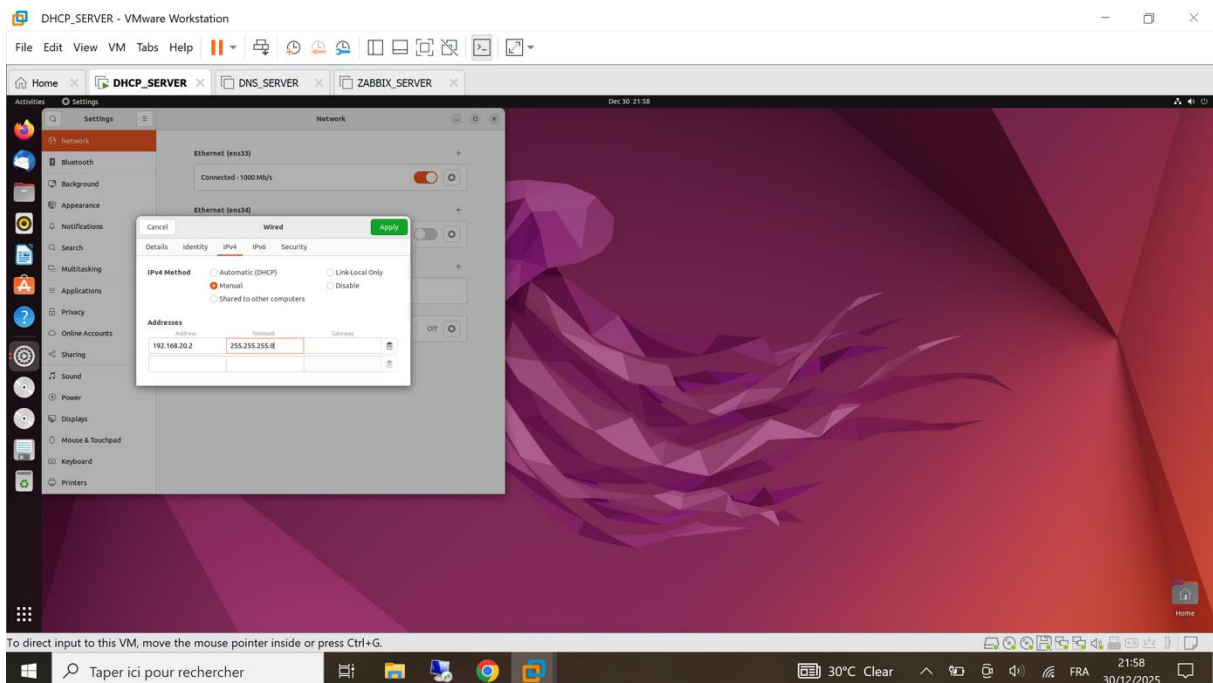 DHCP_SERVER - VMware Workstation
File Edit View VM Tabs Help
Home DHCP_SERVER DNS_SERVER ZABBIX_SERVER
Activities Settings Dec 30 21:58
Settings Network
Network
Bluetooth
Background
Appearance
Notifications
Search
Multitasking
Applications
Privacy
Online Accounts
Sharing
Sound
Power
Displays
Mouse & Touchpad
Keyboard
Printers
Ethernet (ens33)
Connected - 1000 Mb/s
Ethernet (ens34)
Off
Cancel Wired Apply
Details Identity IPv4 IPv6 Security
IPv4 Method Automatic (DHCP) Link-Local Only
Manual Disable
Shared to other computers
Addresses
Address Netmask Gateway
192.168.20.2 255.255.255.0
Home
To direct input to this VM, move the mouse pointer inside or press Ctrl+G.
Taper ici pour rechercher 30°C Clear FRA 21:58
30/12/2025